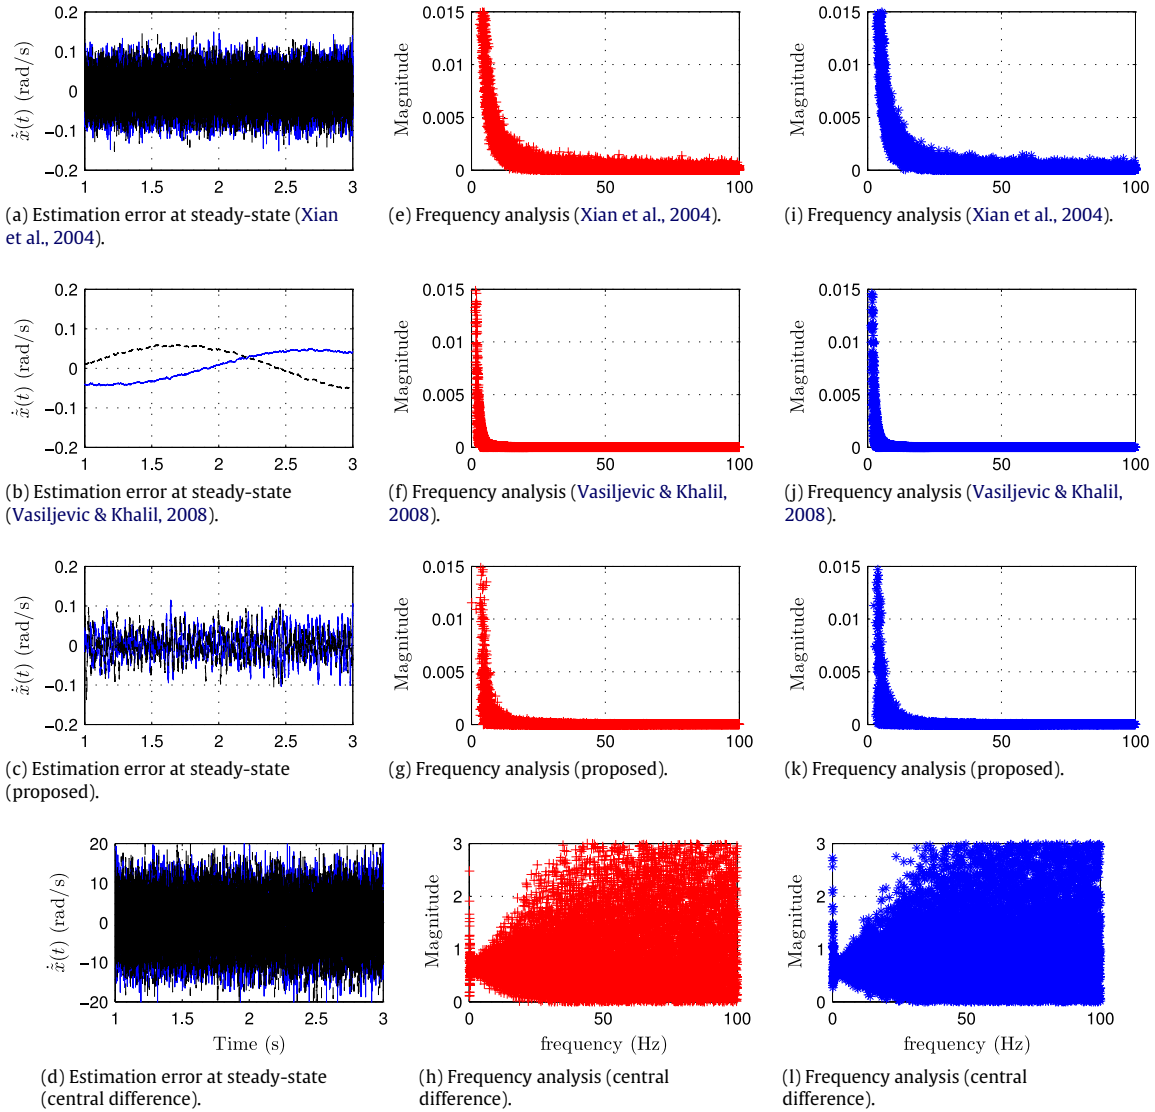 0.2
0.1
0
−0.1
−0.2
1
1.5
2
2.5
3
x̃̇(t) (rad/s)
(a) Estimation error at steady-state (Xian
et al., 2004).
0.015
0.01
0.005
0
0
50
100
Magnitude
(e) Frequency analysis (Xian et al., 2004).
0.015
0.01
0.005
0
0
50
100
Magnitude
(i) Frequency analysis (Xian et al., 2004).
0.2
0.1
0
−0.1
−0.2
1
1.5
2
2.5
3
x̃̇(t) (rad/s)
(b) Estimation error at steady-state
(Vasiljevic & Khalil, 2008).
0.015
0.01
0.005
0
0
50
100
Magnitude
(f) Frequency analysis (Vasiljevic & Khalil,
2008).
0.015
0.01
0.005
0
0
50
100
Magnitude
(j) Frequency analysis (Vasiljevic & Khalil,
2008).
0.2
0.1
0
−0.1
−0.2
1
1.5
2
2.5
3
x̃̇(t) (rad/s)
(c) Estimation error at steady-state
(proposed).
0.015
0.01
0.005
0
0
50
100
Magnitude
(g) Frequency analysis (proposed).
0.015
0.01
0.005
0
0
50
100
Magnitude
(k) Frequency analysis (proposed).
20
10
0
−10
−20
1
1.5
2
2.5
3
x̃̇(t) (rad/s)
Time (s)
(d) Estimation error at steady-state
(central difference).
3
2
1
0
0
50
100
Magnitude
frequency (Hz)
(h) Frequency analysis (central
difference).
3
2
1
0
0
50
100
Magnitude
frequency (Hz)
(l) Frequency analysis (central
difference).